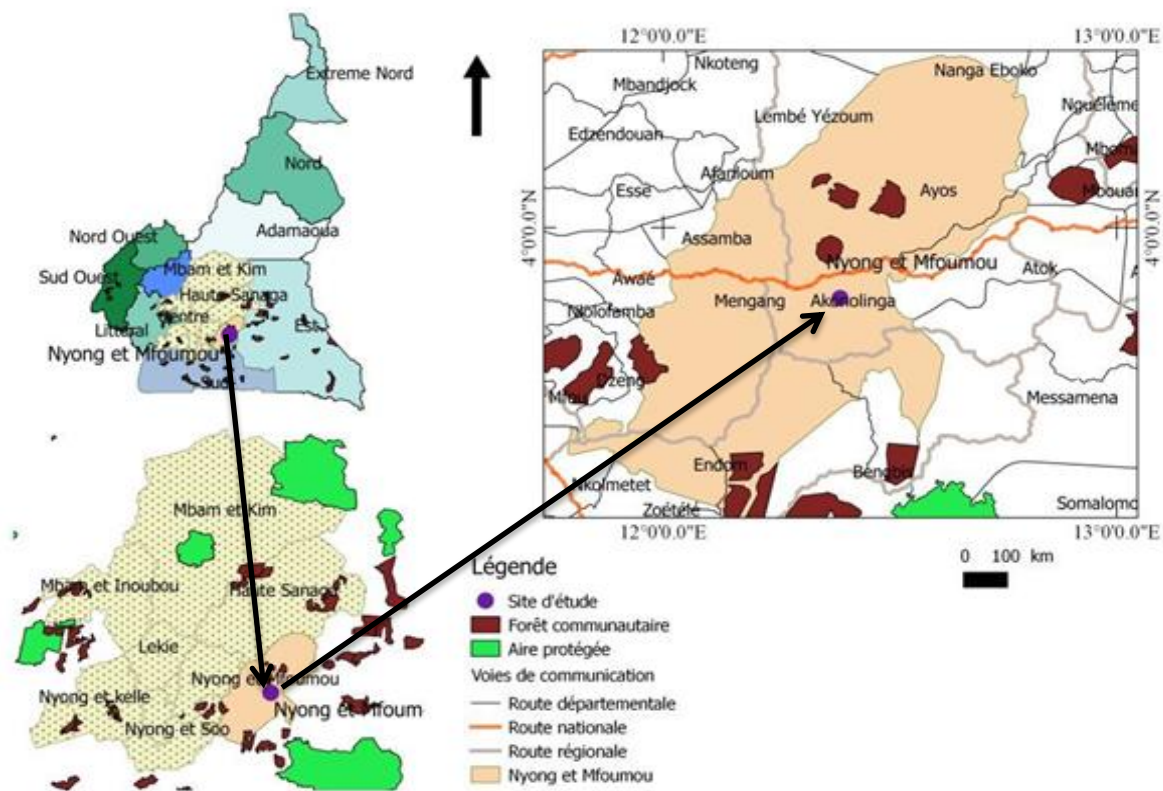 Extreme Nord
Nord
Adamaoua
Nord Ouest
Sud Ouest
Mbam et Kim
Haute Sanaga
Centre
Littoral
Est
Nyong et Mfoumou
Sud
Mbam et Kim
Mbam et Inoubou
Haute Sanaga
Lekie
Nyong et Mfoumou
Nyong et kelle
Nyong et Mfoum
Nyong et Soo
12°0'0.0"E
13°0'0.0"E
Nkoteng
Nanga Eboko
Mbandjock
Lembé Yézoum
Edzendouan
Afanloum
Esse
Ayos
4°0'0.0"N
4°0'0.0"N
Assamba
Nyong et Mfoumou
Atok
Awaé
Mengang
Akonolinga
Nkolofamba
Dzeng
Mfou
Messamena
Endom
Bengbis
Nkolmetet
Zoétélé
Somalomo
12°0'0.0"E
13°0'0.0"E
0 100 km
Légende
Site d'étude
Forêt communautaire
Aire protégée
Voies de communication
Route départementale
Route nationale
Route régionale
Nyong et Mfoumou